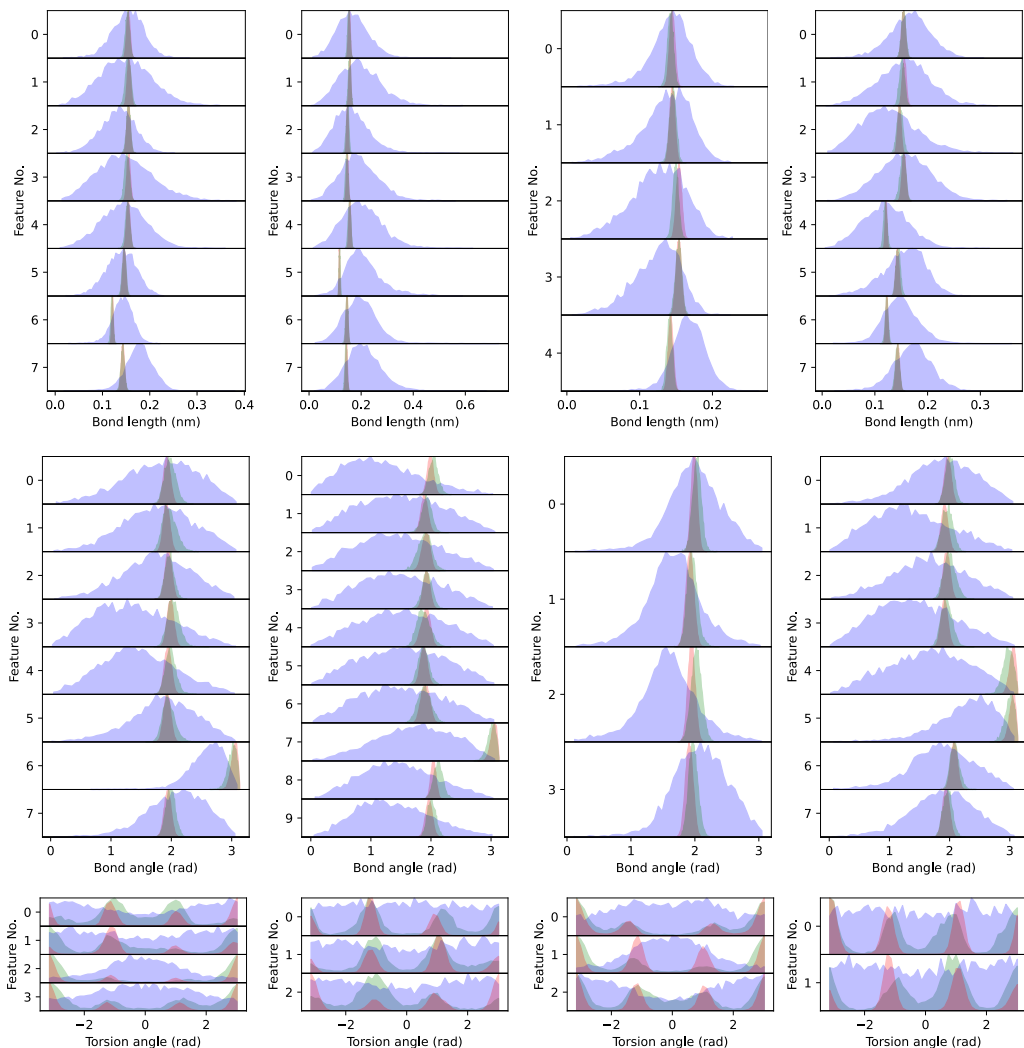 0
1
2
3
4
5
6
7
Feature No.
0.0 0.1 0.2 0.3 0.4
Bond length (nm)
0
1
2
3
4
5
6
7
Feature No.
0.0 0.2 0.4 0.6
Bond length (nm)
0
1
2
3
4
Feature No.
0.0 0.1 0.2
Bond length (nm)
0
1
2
3
4
5
6
7
Feature No.
0.0 0.1 0.2 0.3
Bond length (nm)
0
1
2
3
4
5
6
7
Feature No.
0 1 2 3
Bond angle (rad)
0
1
2
3
4
5
6
7
8
9
Feature No.
0 1 2 3
Bond angle (rad)
0
1
2
3
Feature No.
0 1 2 3
Bond angle (rad)
0
1
2
3
4
5
6
7
Feature No.
0 1 2 3
Bond angle (rad)
0
1
2
3
Feature No.
−2 0 2
Torsion angle (rad)
0
1
2
Feature No.
−2 0 2
Torsion angle (rad)
0
1
2
Feature No.
−2 0 2
Torsion angle (rad)
0
1
Feature No.
−2 0 2
Torsion angle (rad)